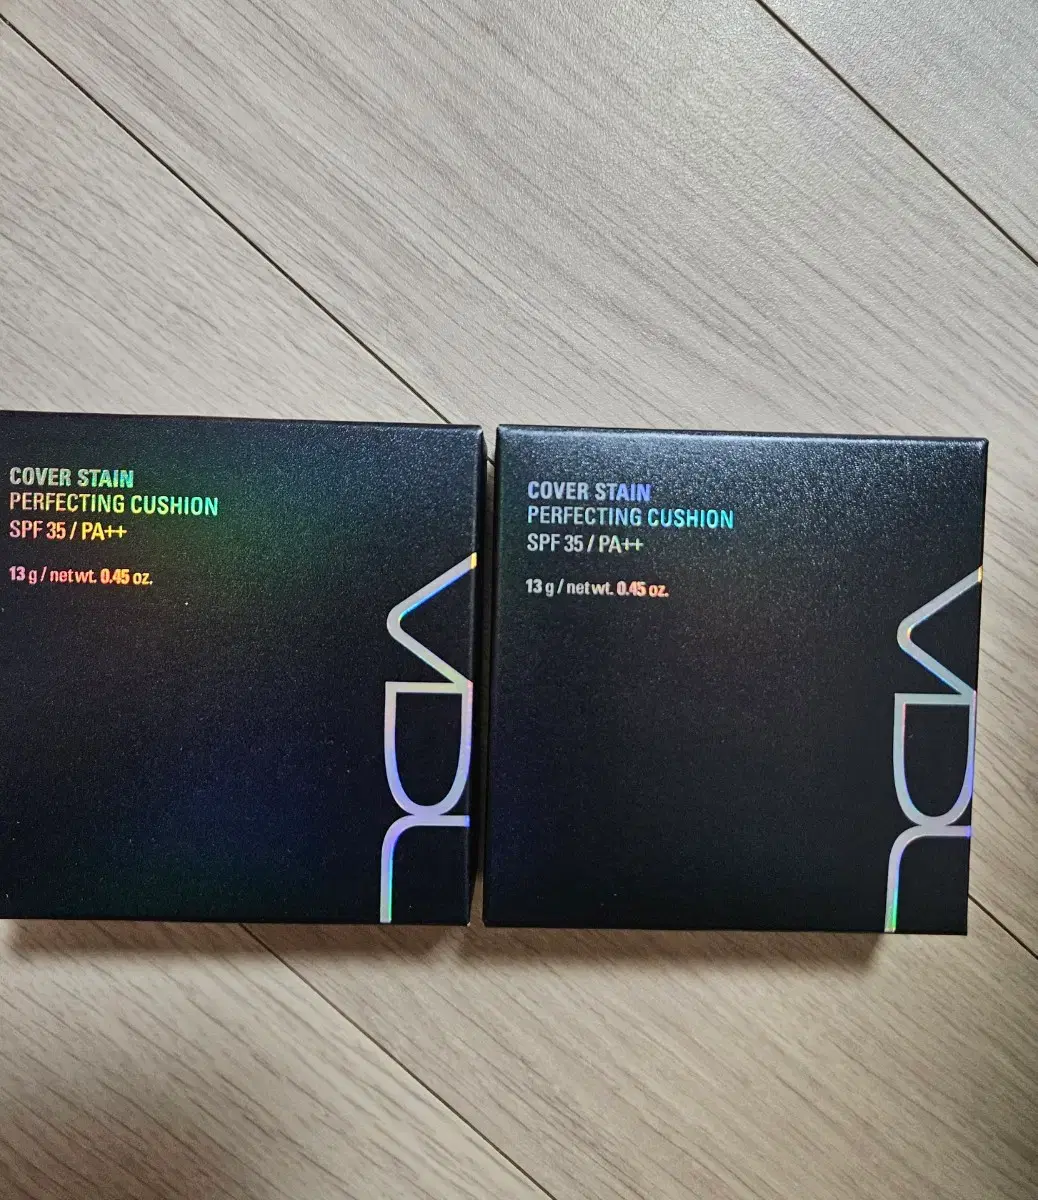 COVER STAIN
PERFECTING CUSHION
SPF 35 / PA++
13 g / net wt. 0.45 oz.
VDL
COVER STAIN
PERFECTING CUSHION
SPF 35 / PA++
13 g / net wt. 0.45 oz.
VDL